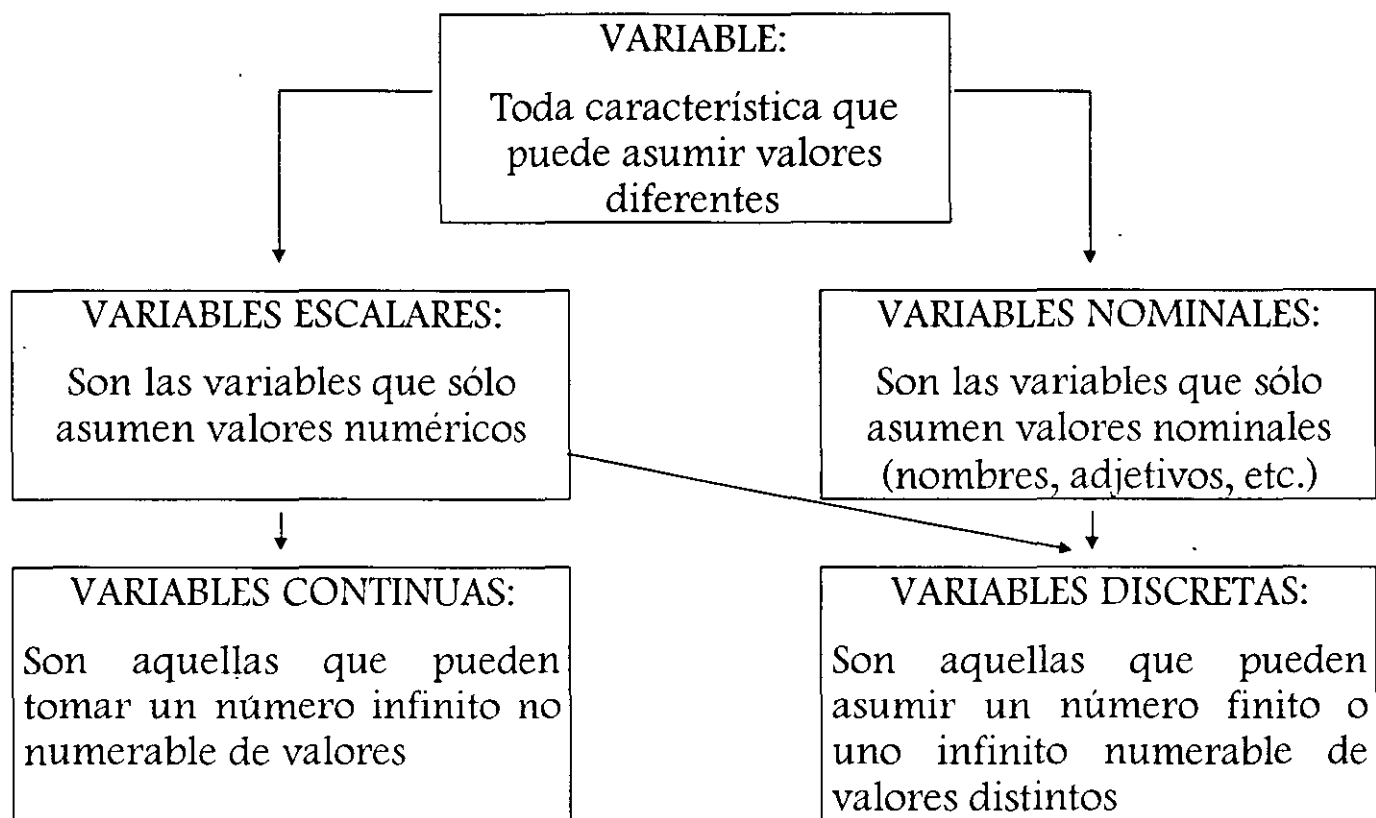 VARIABLE:
Toda característica que
puede asumir valores
diferentes
VARIABLES ESCALARES:
Son las variables que sólo
asumen valores numéricos
VARIABLES NOMINALES:
Son las variables que sólo
asumen valores nominales
(nombres, adjetivos, etc.)
VARIABLES CONTINUAS:
Son aquellas que pueden
tomar un número infinito no
numerable de valores
VARIABLES DISCRETAS:
Son aquellas que pueden
asumir un número finito o
uno infinito numerable de
valores distintos